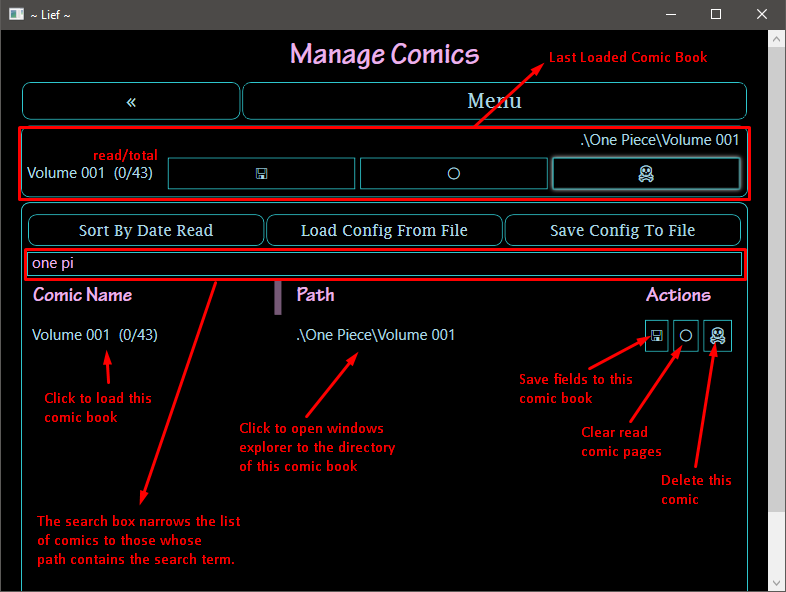 ~ Lief ~
Manage Comics
Last Loaded Comic Book
«
Menu
.\One Piece\Volume 001
read/total
Volume 001 (0/43)
Sort By Date Read
Load Config From File
Save Config To File
one pi
Comic Name
Path
Actions
Volume 001 (0/43)
.\One Piece\Volume 001
Save fields to this
comic book
Click to load this
comic book
Click to open windows
explorer to the directory
of this comic book
Clear read
comic pages
Delete this
comic
The search box narrows the list
of comics to those whose
path contains the search term.